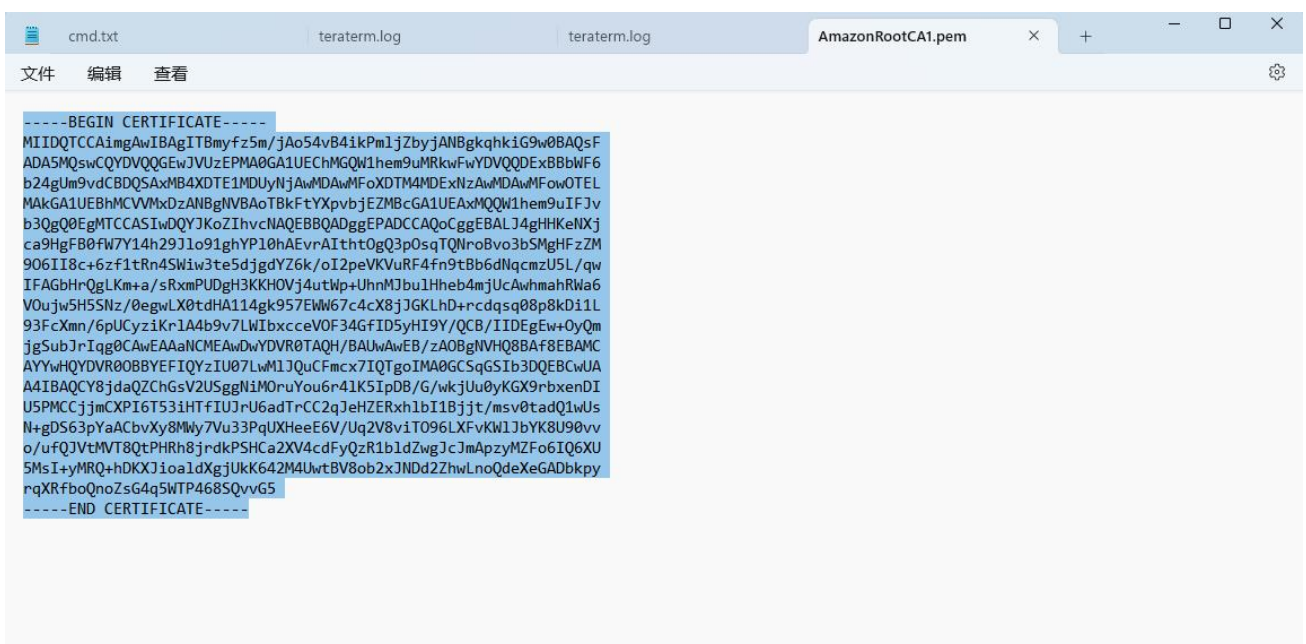 cmd.txt
teraterm.log
teraterm.log
AmazonRootCA1.pem
文件
编辑
查看
-----BEGIN CERTIFICATE-----
MIIDQTCCAimgAwIBAgITBmyfz5m/jAo54vB4ikPmljZbyjANBgkqhkiG9w0BAQsF
ADA5MQswCQYDVQQGEwJVUzEPMA0GA1UEChMGQW1hem9uMRkwFwYDVQQDExBBbWF6
b24gUm9vdCBDQSAxMB4XDTE1MDUyNjAwMDAwMFoXDTM4MDExNzAwMDAwMFowOTEL
MAkGA1UEBhMCVVMxDzANBgNVBAoTBkFtYXpvbjEZMBcGA1UEAxMQQW1hem9uIFJv
b3QgQ0EgMTCCASIwDQYJKoZIhvcNAQEBBQADggEPADCCAQoCggEBALJ4gHHKeNXj
ca9HgFB0fW7Y14h29Jlo91ghYPl0hAEvrAIthtOgQ3pOsqTQNroBvo3bSMgHFzZM
9O6II8c+6zf1tRn4SWiw3te5djgdYZ6k/oI2peVKVuRF4fn9tBb6dNqcmzU5L/qw
IFAGbHrQgLKm+a/sRxmPUDgH3KKHOVj4utWp+UhnMJbulHheb4mjUcAwhmahRWa6
VOujw5H5SNz/0egwLX0tdHA114gk957EWW67c4cX8jJGKLhD+rcdqsq08p8kDi1L
93FcXmn/6pUCyziKrlA4b9v7LWIbxcceVOF34GfID5yHI9Y/QCB/IIDEgEw+OyQm
jgSubJrIqg0CAwEAAaNCMEAwDwYDVR0TAQH/BAUwAwEB/zAOBgNVHQ8BAf8EBAMC
AYYwHQYDVR0OBBYEFIQYzIU07LwMlJQuCFmcx7IQTgoIMA0GCSqGSIb3DQEBCwUA
A4IBAQCY8jdaQZChGsV2USggNiMOruYou6r4lK5IpDB/G/wkjUu0yKGX9rbxenDI
U5PMCCjjmCXPI6T53iHTfIUJrU6adTrCC2qJeHZERxhlbI1Bjjt/msv0tadQ1wUs
N+gDS63pYaACbvXy8MWy7Vu33PqUXHeeE6V/Uq2V8viTO96LXFvKWlJbYK8U90vv
o/ufQJVtMVT8QtPHRh8jrdkPSHCa2XV4cdFyQzR1bldZwgJcJmApzyMZFo6IQ6XU
5MsI+yMRQ+hDKXJioaldXgjUkK642M4UwtBV8ob2xJNDd2ZhwLnoQdeXeGADbkpy
rqXRfboQnoZsG4q5WTP468SQvvG5
-----END CERTIFICATE-----